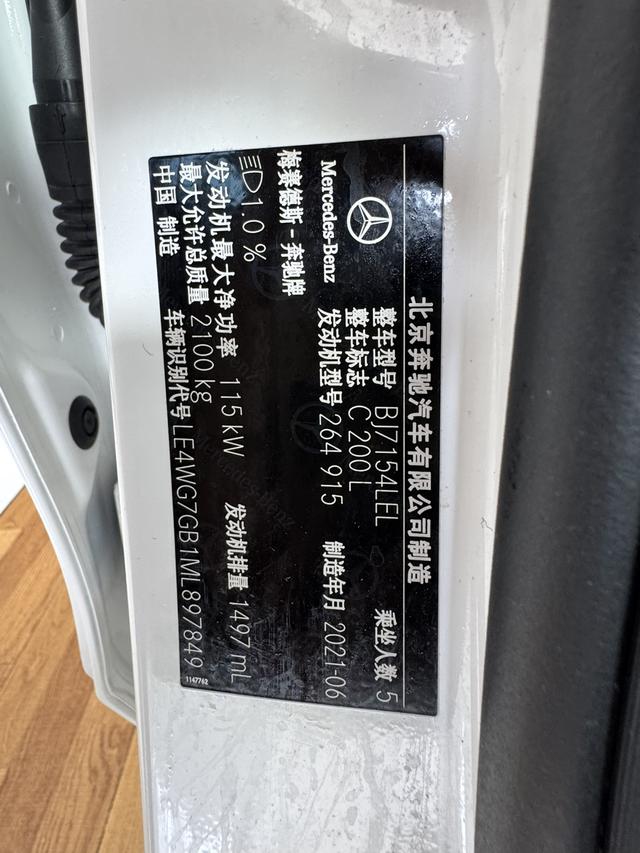 北京奔驰汽车有限公司制造
Mercedes-Benz
梅赛德斯-奔驰牌
整车型号 BJ7154LEL 乘坐人数 5
整车标志 C 200 L
发动机型号 264 915 制造年月 2021-06
1.0 %
发动机最大净功率 115 kW 发动机排量 1497 mL
最大允许总质量 2100 kg
中国 制造 车辆识别代号 LE4WG7GB1ML897849
1147762